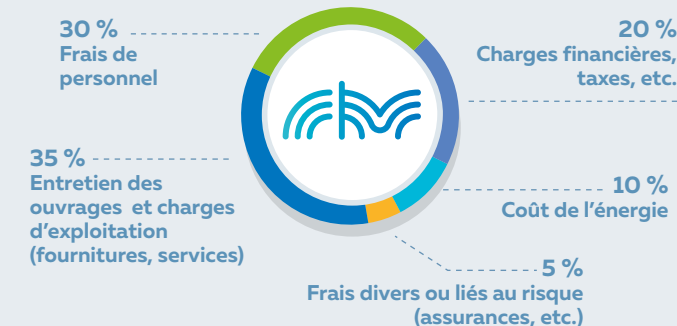 30 %
Frais de
personnel
20 %
Charges financières,
taxes, etc.
35 %
Entretien des
ouvrages et charges
d’exploitation
(fournitures, services)
10 %
Coût de l’énergie
5 %
Frais divers ou liés au risque
(assurances, etc.)